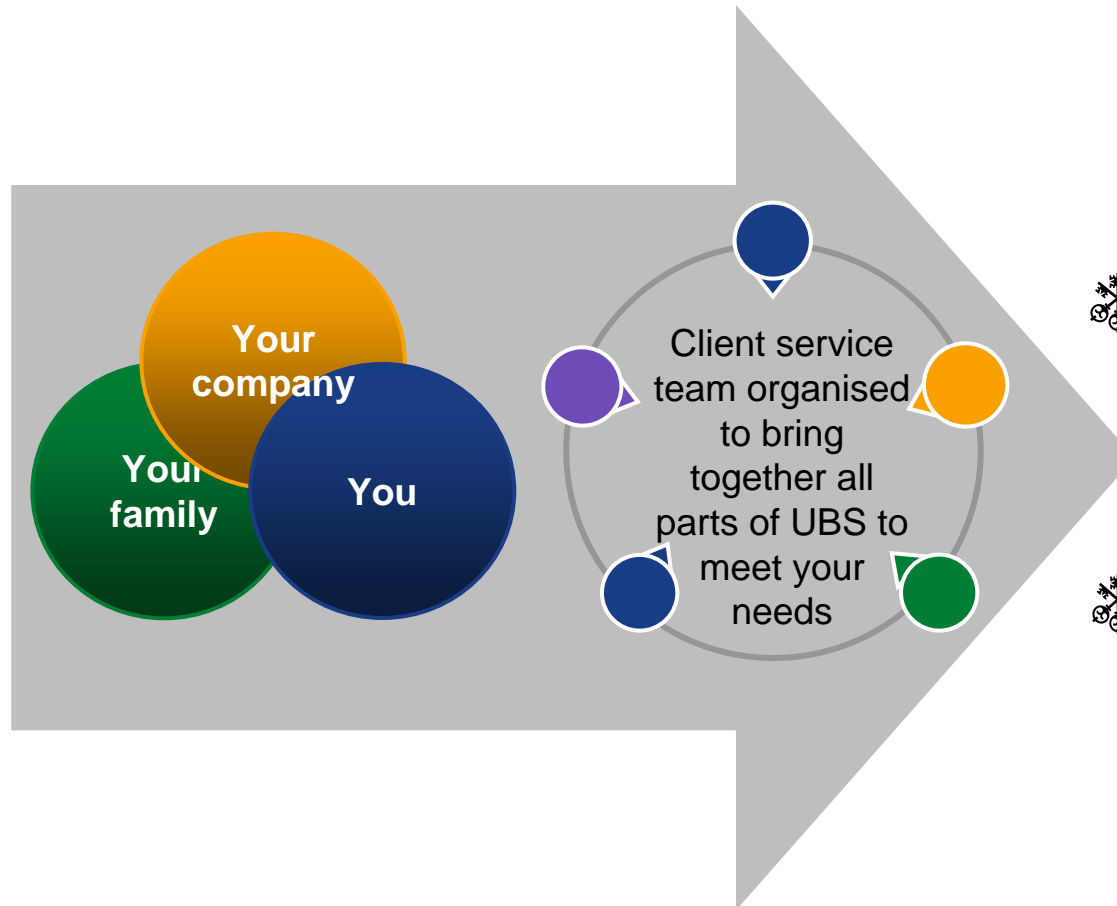 Your
company
Your
family
You
Client service
team organised
to bring
together all
parts of UBS to
meet your
needs